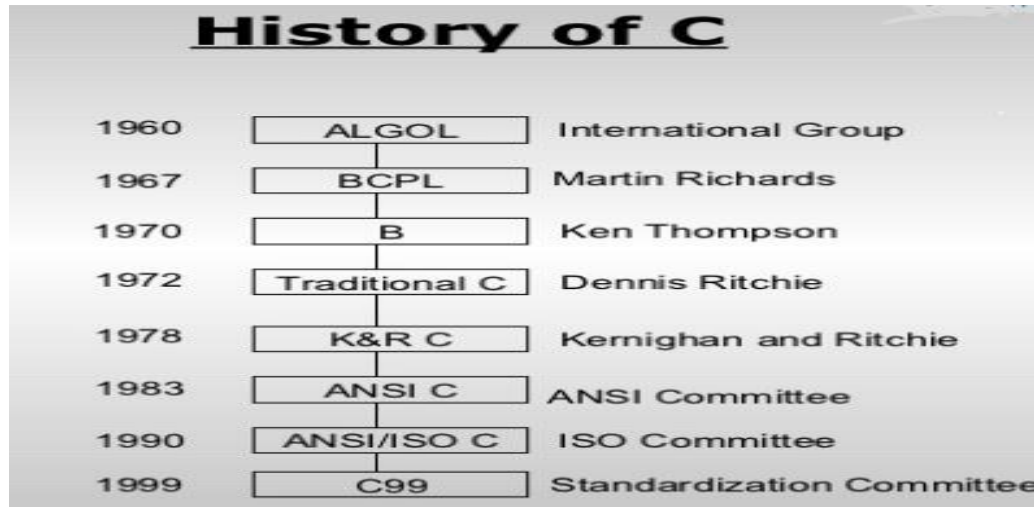 History of C
1960 ALGOL International Group
1967 BCPL Martin Richards
1970 B Ken Thompson
1972 Traditional C Dennis Ritchie
1978 K&R C Kernighan and Ritchie
1983 ANSI C ANSI Committee
1990 ANSI/ISO C ISO Committee
1999 C99 Standardization Committee